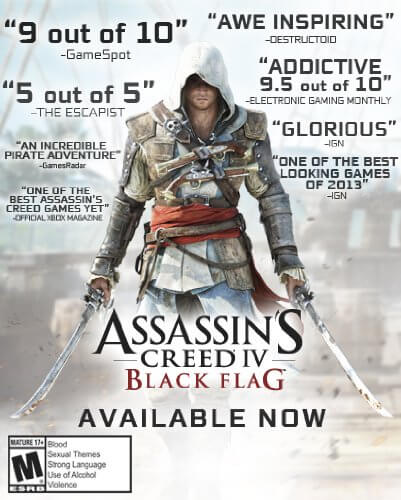 “9 out of 10”
-GameSpot
“5 out of 5”
-THE ESCAPIST
“AN INCREDIBLE
PIRATE ADVENTURE”
-GamesRadar
“ONE OF THE
BEST ASSASSIN'S
CREED GAMES YET”
-OFFICIAL XBOX MAGAZINE
“AWE INSPIRING”
-DESTRUCTOID
“ADDICTIVE
9.5 out of 10”
-ELECTRONIC GAMING MONTHLY
“GLORIOUS”
-IGN
“ONE OF THE BEST
LOOKING GAMES
OF 2013”
-IGN
ASSASSIN'S
CREED IV
BLACK FLAG
AVAILABLE NOW
MATURE 17+
M
ESRB
Blood
Sexual Themes
Strong Language
Use of Alcohol
Violence